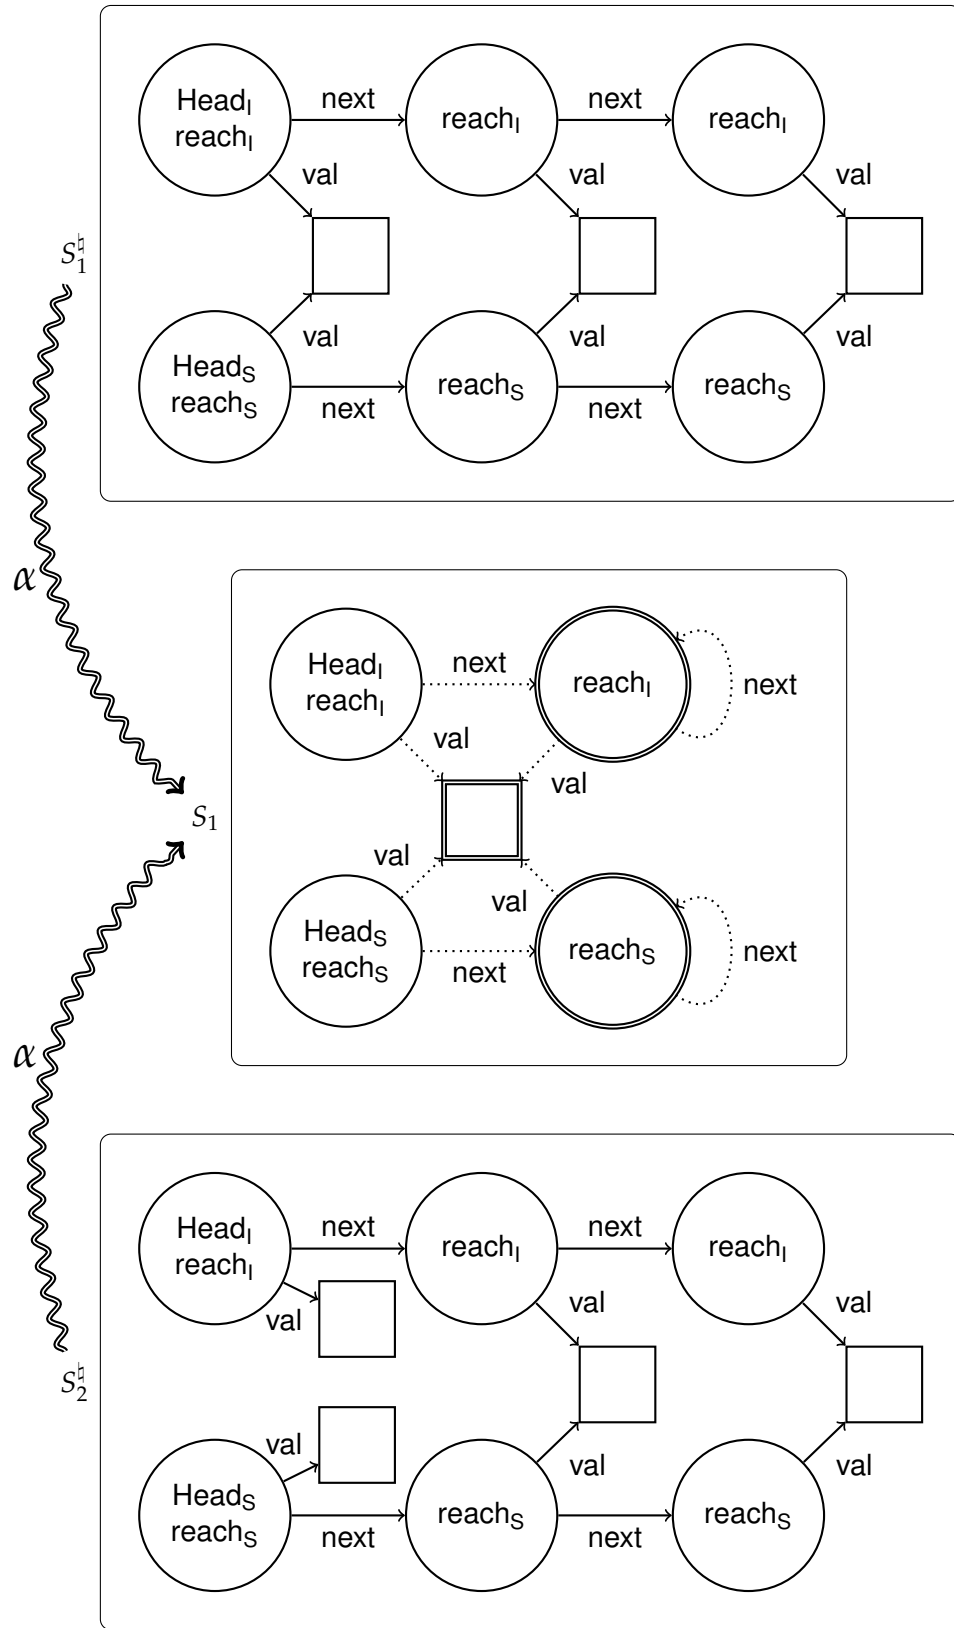 Head_I
reach_I
next
reach_I
next
reach_I
val
val
val
S_1^♮
val
val
val
Head_S
reach_S
next
reach_S
next
reach_S
α
Head_I
reach_I
next
reach_I
next
val
val
S_1
val
val
Head_S
reach_S
next
reach_S
next
α
Head_I
reach_I
next
reach_I
next
reach_I
val
val
val
S_2^♮
val
val
val
Head_S
reach_S
next
reach_S
next
reach_S